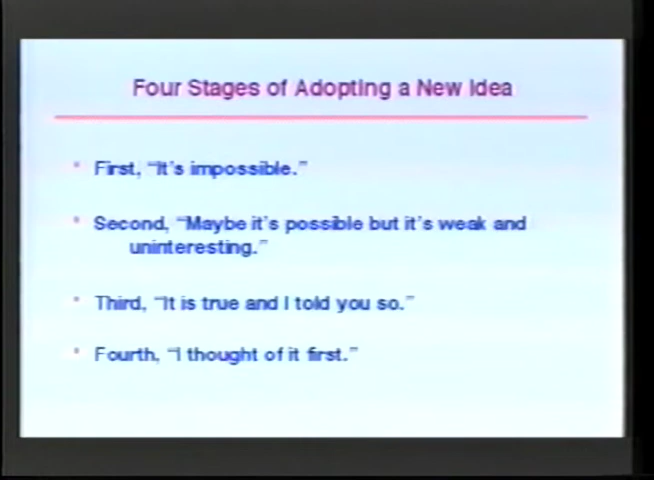 Four Stages of Adopting a New Idea
• First, “It’s impossible.”
• Second, “Maybe it’s possible but it’s weak and
uninteresting.”
• Third, “It is true and I told you so.”
• Fourth, “I thought of it first.”